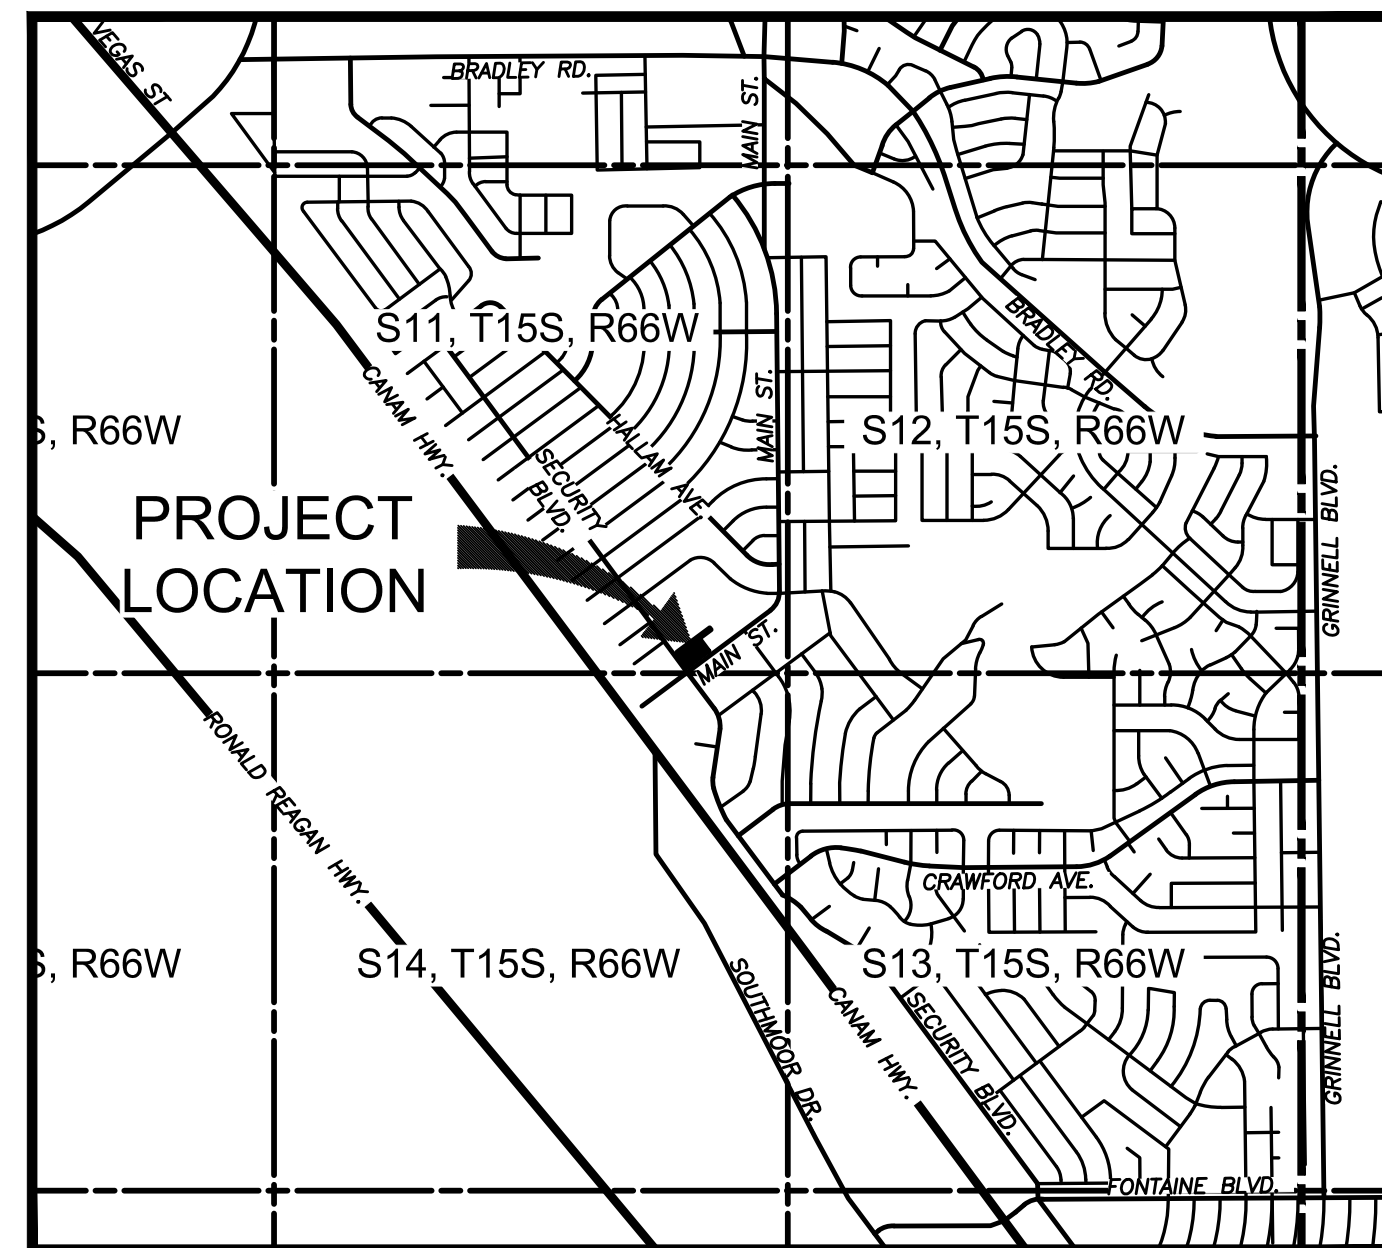 VEGAS ST
BRADLEY RD.
MAIN ST.
S11, T15S, R66W
BRADLEY RD.
CANAM HWY.
MAIN ST.
HALLAM AVE.
SECURITY
BLVD.
S, R66W
S12, T15S, R66W
GRINNELL BLVD.
PROJECT
LOCATION
MAIN ST.
RONALD REAGAN HWY.
CRAWFORD AVE.
S, R66W
S14, T15S, R66W
S13, T15S, R66W
SOUTHMOOR DR.
CANAM HWY.
SECURITY BLVD.
GRINNELL BLVD.
FONTAINE BLVD.